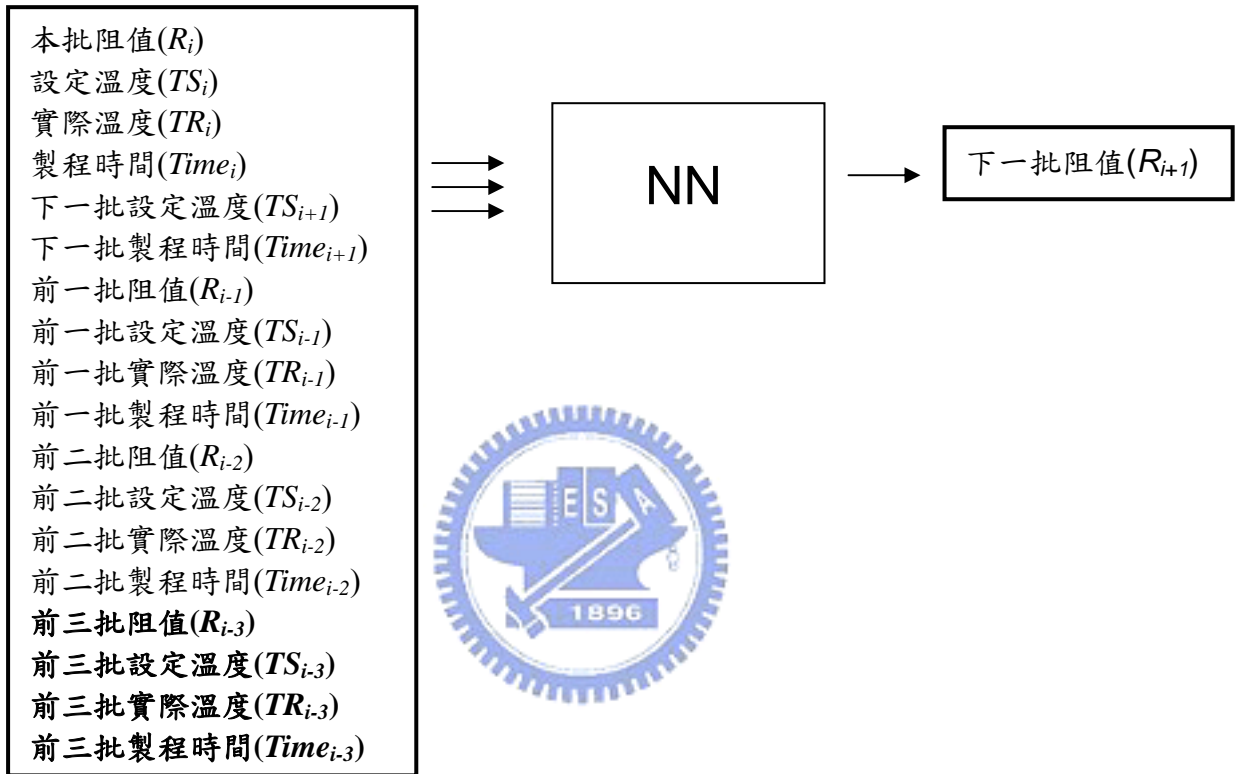 本批阻值(Ri)
設定溫度(TSi)
實際溫度(TRi)
製程時間(Timei)
下一批設定溫度(TSi+1)
下一批製程時間(Timei+1)
前一批阻值(Ri-1)
前一批設定溫度(TSi-1)
前一批實際溫度(TRi-1)
前一批製程時間(Timei-1)
前二批阻值(Ri-2)
前二批設定溫度(TSi-2)
前二批實際溫度(TRi-2)
前二批製程時間(Timei-2)
前三批阻值(Ri-3)
前三批設定溫度(TSi-3)
前三批實際溫度(TRi-3)
前三批製程時間(Timei-3)
NN
下一批阻值(Ri+1)
ESA
1896